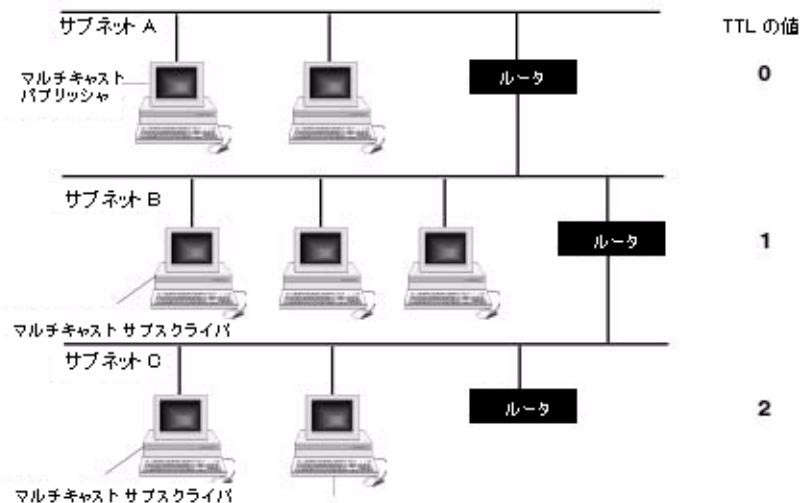 サブネット A
TTL の値
マルチキャスト
パブリッシャ
ルータ
0
サブネット B
ルータ
1
マルチキャスト サブスクライバ
サブネット C
ルータ
2
マルチキャスト サブスクライバ